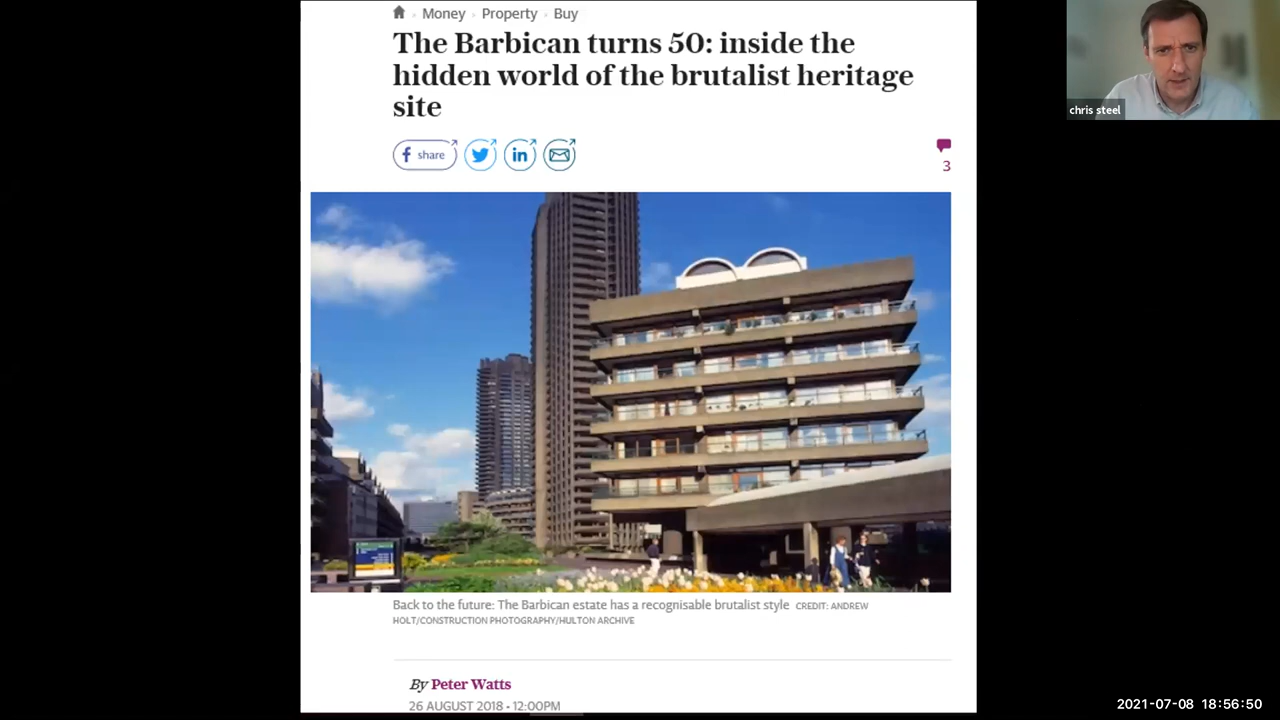 Money › Property › Buy
The Barbican turns 50: inside the
hidden world of the brutalist heritage
site
share
in
3
chris steel
Back to the future: The Barbican estate has a recognisable brutalist style CREDIT: ANDREW
HOLT/CONSTRUCTION PHOTOGRAPHY/HULTON ARCHIVE
By Peter Watts
26 AUGUST 2018 • 12:00PM
2021-07-08 18:56:50